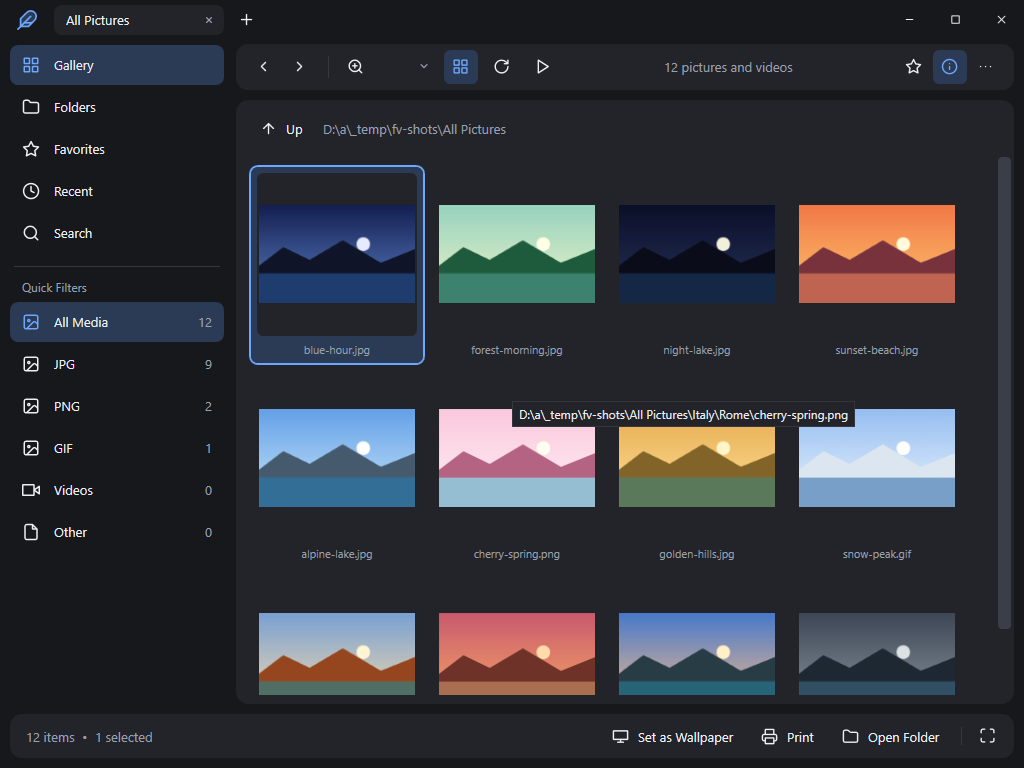 All Pictures
Gallery
Folders
Favorites
Recent
Search
Quick Filters
All Media 12
JPG 9
PNG 2
GIF 1
Videos 0
Other 0
12 pictures and videos
Up D:\a\_temp\fv-shots\All Pictures
blue-hour.jpg
forest-morning.jpg
night-lake.jpg
sunset-beach.jpg
D:\a\_temp\fv-shots\All Pictures\Italy\Rome\cherry-spring.png
alpine-lake.jpg
cherry-spring.png
golden-hills.jpg
snow-peak.gif
12 items • 1 selected
Set as Wallpaper
Print
Open Folder